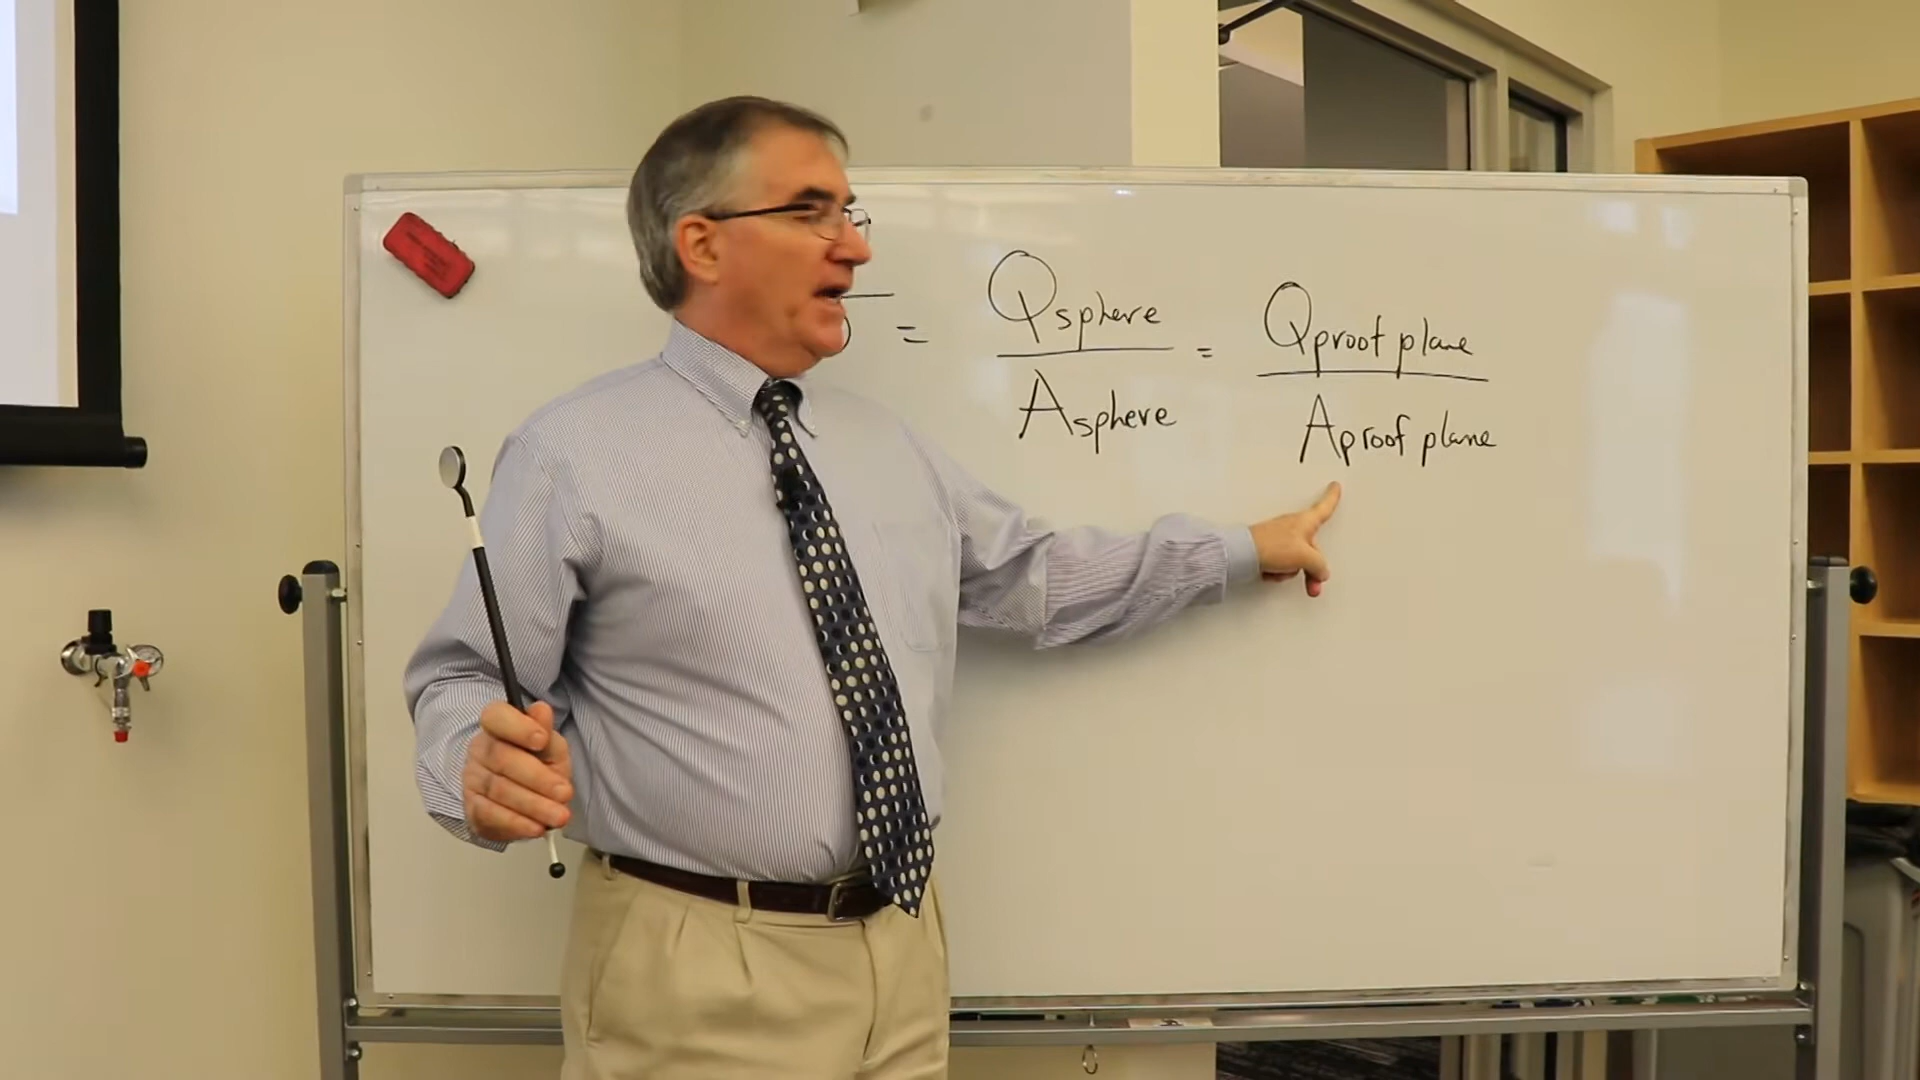 = Qsphere / Asphere = Qproof plane / Aproof plane